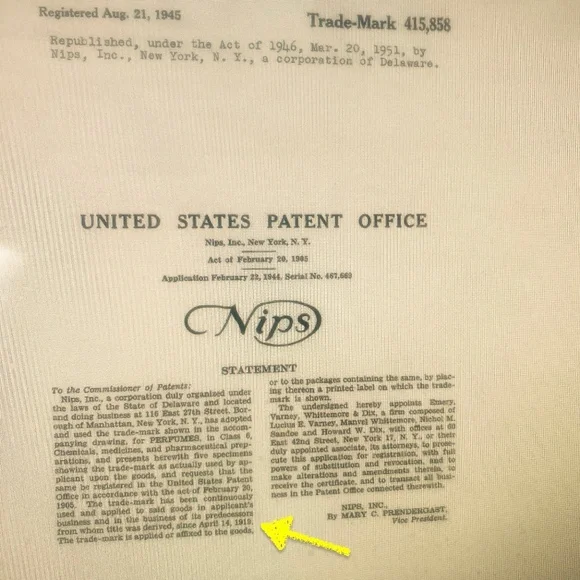 Registered Aug. 21, 1945
Trade-Mark 415,858
Republished, under the Act of 1946, Mar. 20, 1951, by
Nips, Inc., New York, N. Y., a corporation of Delaware.
UNITED STATES PATENT OFFICE
Nips, Inc., New York, N. Y.
Act of February 20, 1905
Application February 22, 1944, Serial No. 467,669
Nips
STATEMENT
To the Commissioner of Patents:
Nips, Inc., a corporation duly organised under
the laws of the State of Delaware and located
and doing business at 116 East 27th Street, Bor-
ough of Manhattan, New York, N. Y., has adopted
and used the trade-mark shown in the accom-
panying drawing, for PERFUMES, in Class 6,
Chemicals, medicines, and pharmaceutical prep-
arations, and presents herewith five specimens
showing the trade-mark as actually used by ap-
plicant upon the goods, and requests that the
same be registered in the United States Patent
Office in accordance with the act of February 20,
1905. The trade-mark has been continuously
used and applied to said goods in applicant's
business and in the business of its predecessors
from whom title was derived, since April 14, 1919.
The trade-mark is applied or affixed to the goods,
or to the packages containing the same, by plac-
ing thereon a printed label on which the trade-
mark is shown.
The undersigned hereby appoints Emery,
Varney, Whittemore & Dix, a firm composed of
Lucius E. Varney, Manvel Whittemore, Nichol M.
Sandoe and Howard W. Dix, with offices at 60
East 42nd Street, New York 17, N. Y., or their
duly appointed associate, its attorneys, to prose-
cute this application for registration, with full
powers of substitution and revocation, and to
make alterations and amendments therein, to
receive the certificate, and to transact all busi-
ness in the Patent Office connected therewith.
NIPS, INC.,
By MARY C. PRENDERGAST,
Vice President.